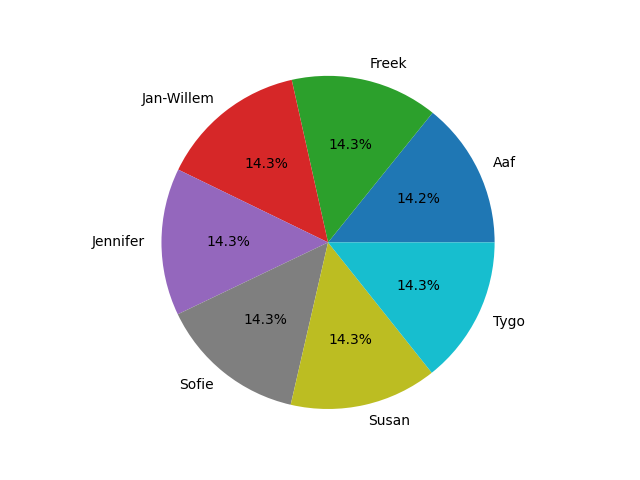 Freek
Jan-Willem
14.3%
14.3%
Aaf
14.2%
Jennifer
14.3%
14.3%
Tygo
14.3%
14.3%
Sofie
Susan